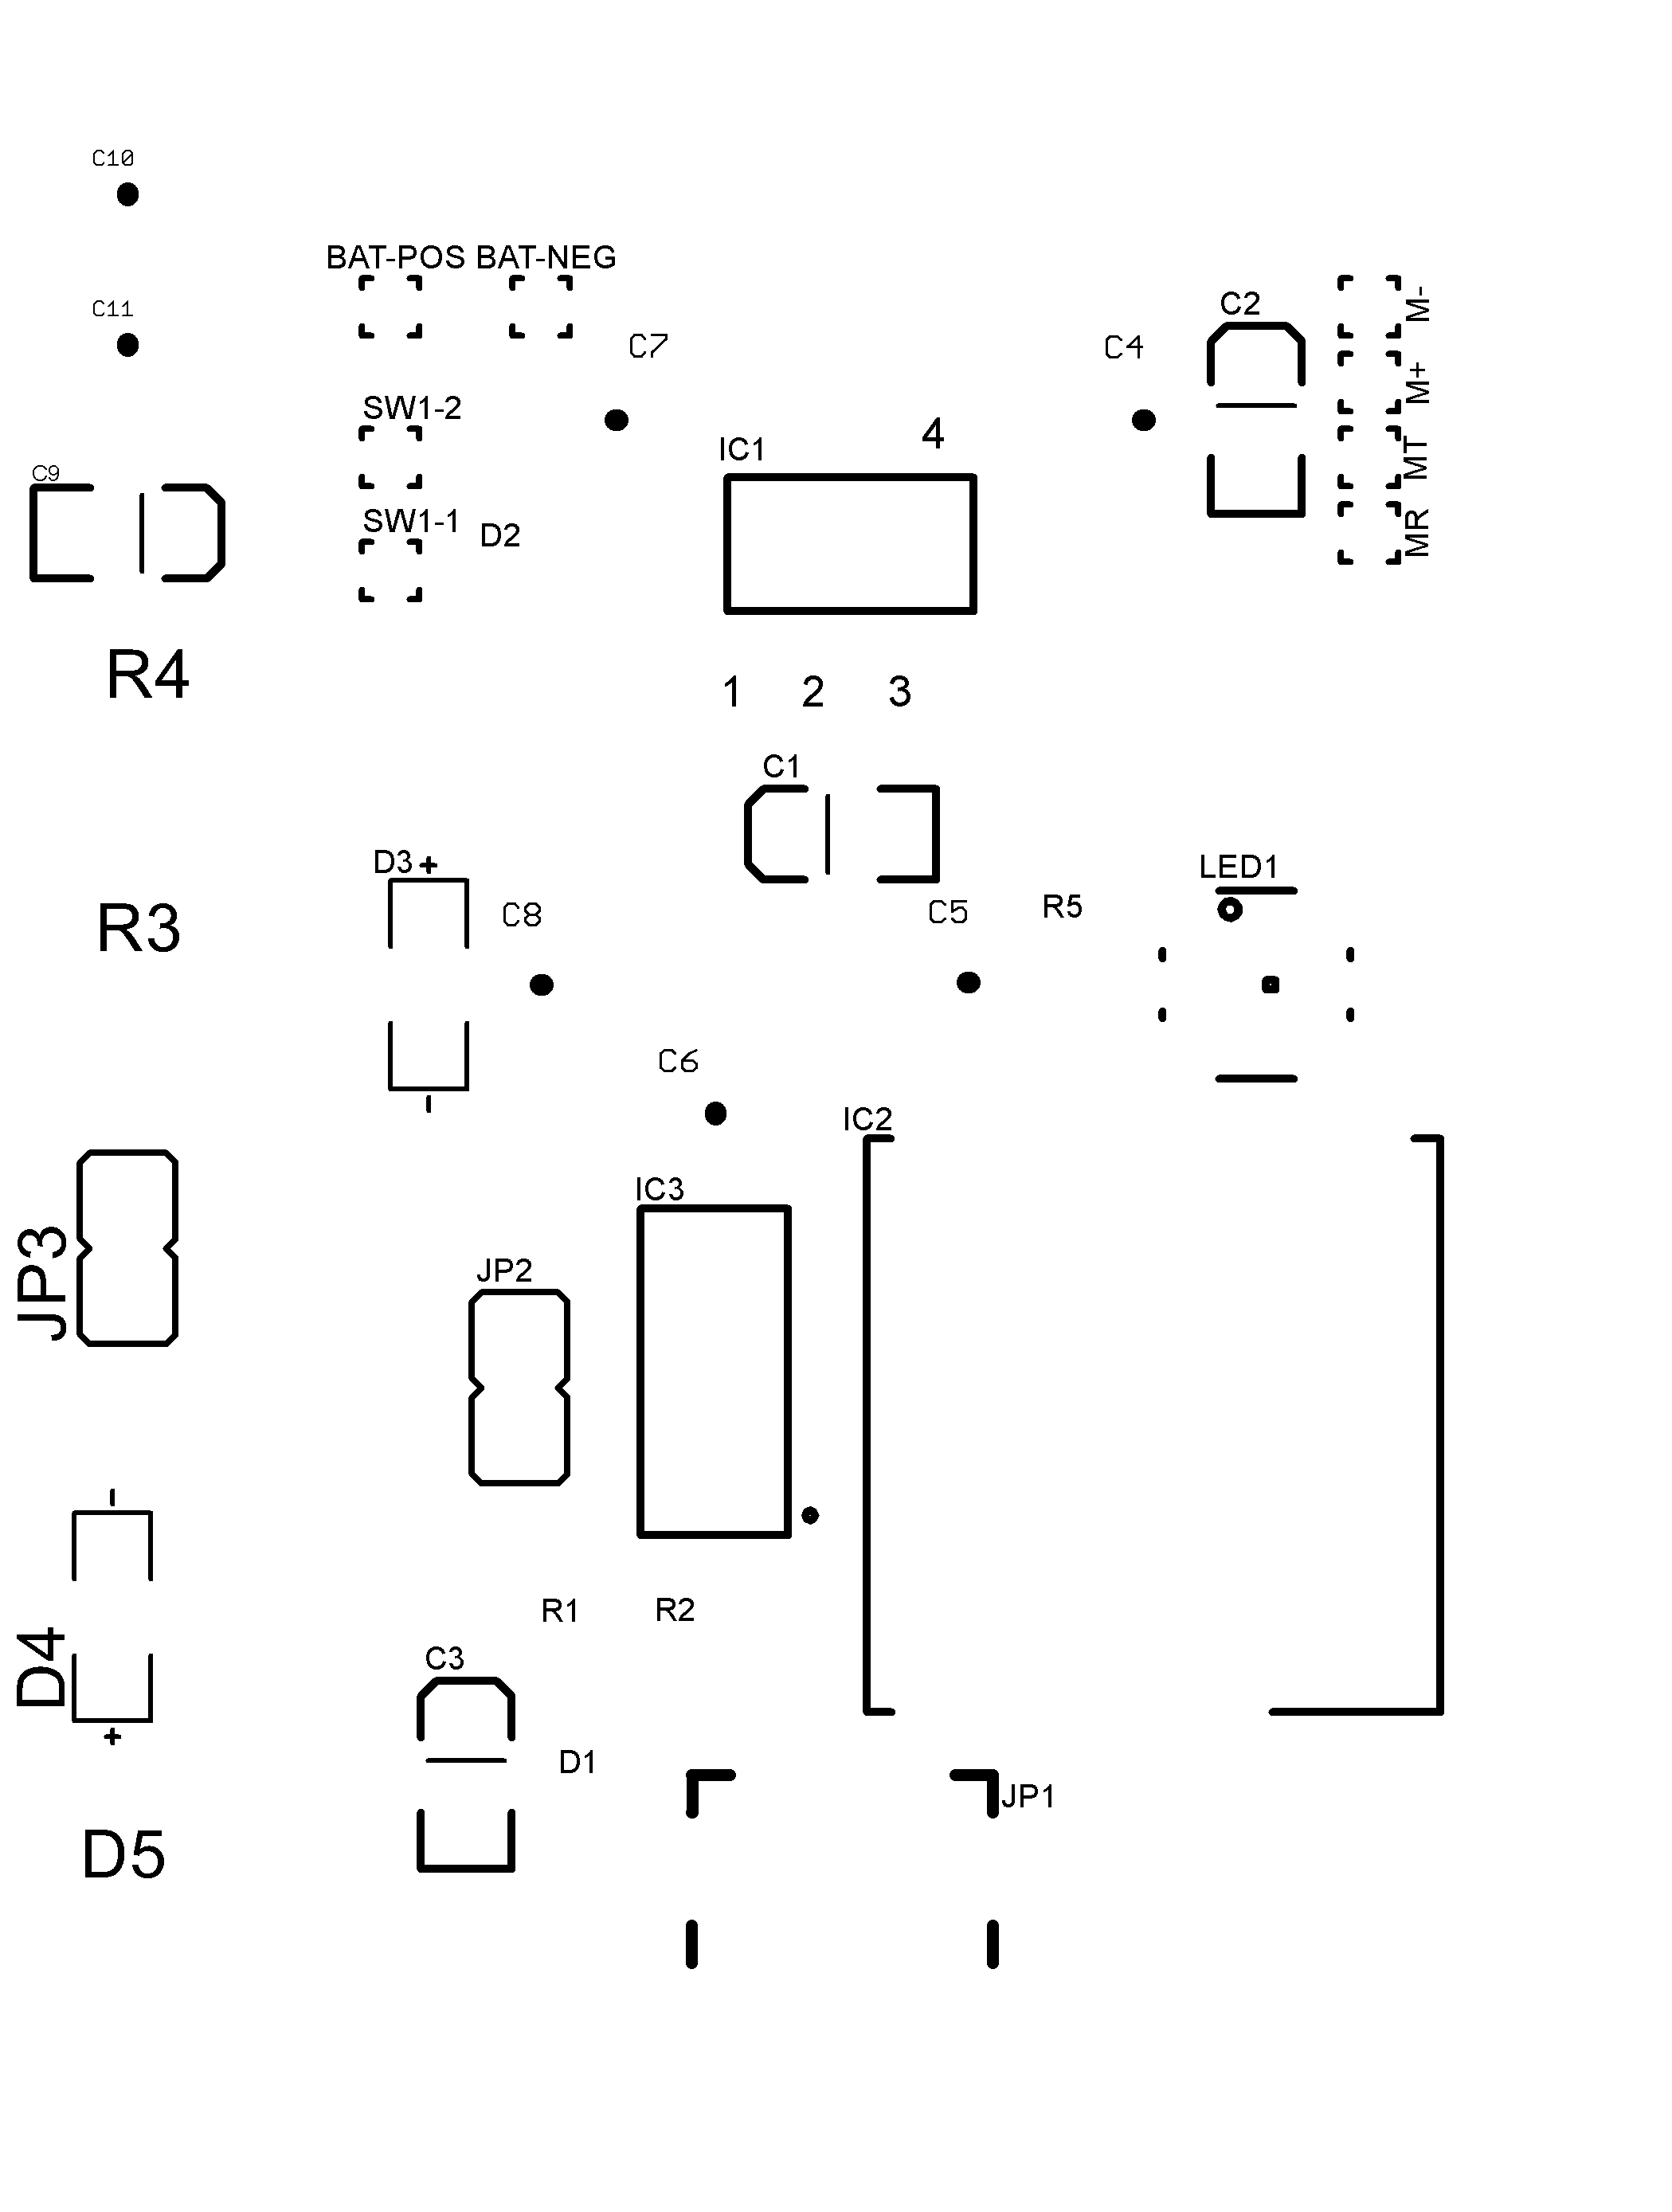 C10
BAT-POS BAT-NEG
C2
M-
C11
C7
C4
M+
SW1-2
4
IC1
MT
C9
SW1-1
D2
MR
R4
1 2 3
C1
D3 +
LED1
C8
C5
R5
R3
-
C6
IC2
IC3
JP3
JP2
-
R1
R2
C3
D4
+
D1
JP1
D5